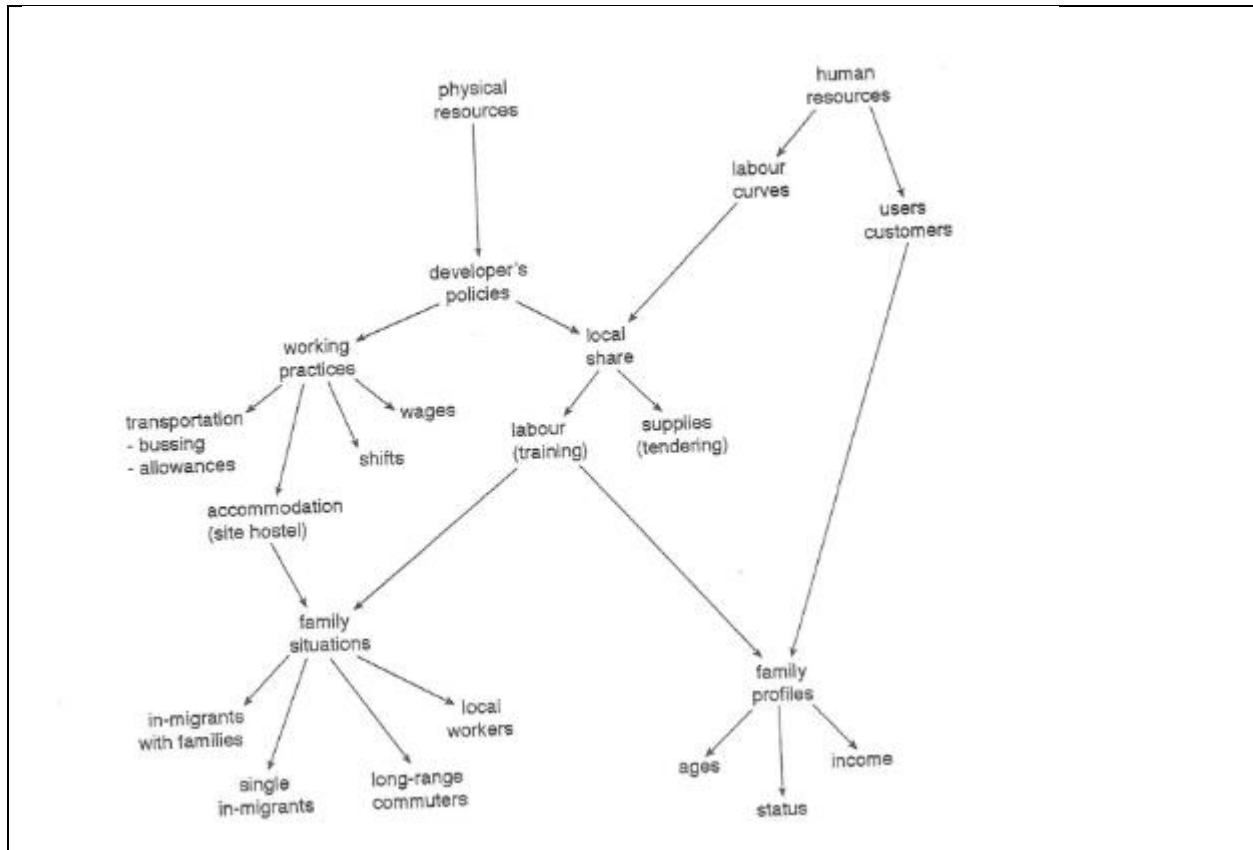 physical
resources
human
resources
labour
curves
users
customers
developer's
policies
local
share
working
practices
transportation
- bussing
- allowances
wages
shifts
labour
(training)
supplies
(tendering)
accommodation
(site hostel)
family
situations
family
profiles
in-migrants
with families
single
in-migrants
long-range
commuters
local
workers
ages
status
income